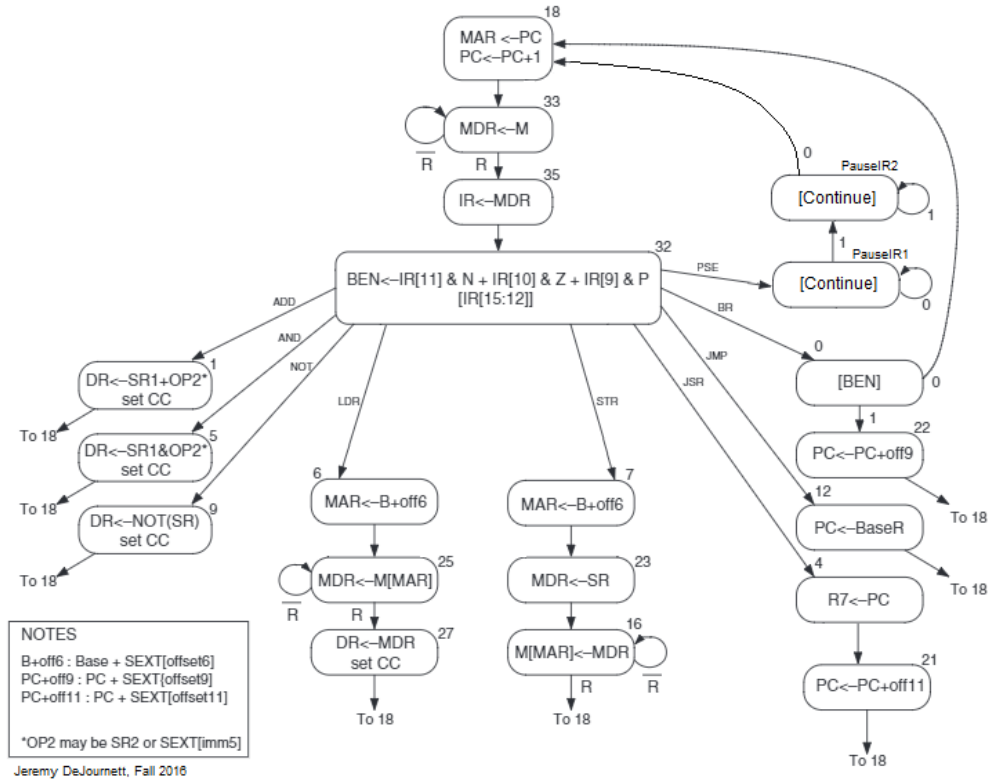 18
MAR <–PC
PC<–PC+1
33
MDR<–M
R
R
35
IR<–MDR
32
BEN<–IR[11] & N + IR[10] & Z + IR[9] & P
[IR[15:12]]
0
PauseIR2
[Continue]
1
1
PauseIR1
[Continue]
0
PSE
BR
JMP
JSR
ADD
AND
NOT
LDR
STR
1
DR<–SR1+OP2*
set CC
To 18
5
DR<–SR1&OP2*
set CC
To 18
9
DR<–NOT(SR)
set CC
To 18
6
MAR<–B+off6
25
MDR<–M[MAR]
R
R
27
DR<–MDR
set CC
To 18
7
MAR<–B+off6
23
MDR<–SR
16
M[MAR]<–MDR
R
R
To 18
0
[BEN]
0
1
22
PC<–PC+off9
To 18
12
PC<–BaseR
To 18
4
R7<–PC
21
PC<–PC+off11
To 18
NOTES
B+off6 : Base + SEXT[offset6]
PC+off9 : PC + SEXT{offset9]
PC+off11 : PC + SEXT[offset11]
*OP2 may be SR2 or SEXT[imm5]
Jeremy DeJournett, Fall 2016